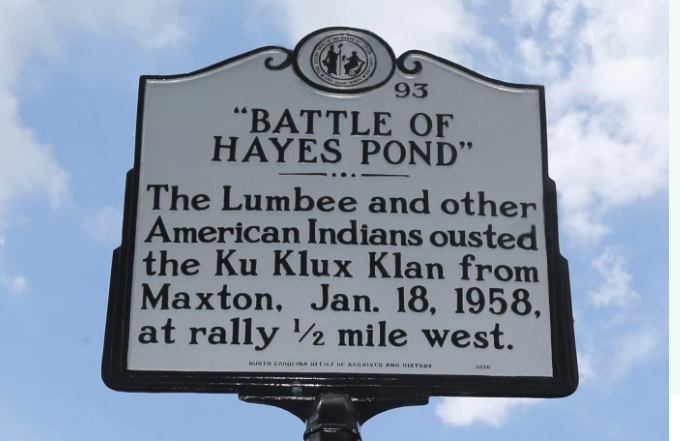 93
“BATTLE OF
HAYES POND”
The Lumbee and other
American Indians ousted
the Ku Klux Klan from
Maxton, Jan. 18, 1958,
at rally ½ mile west.
NORTH CAROLINA OFFICE OF ARCHIVES AND HISTORY